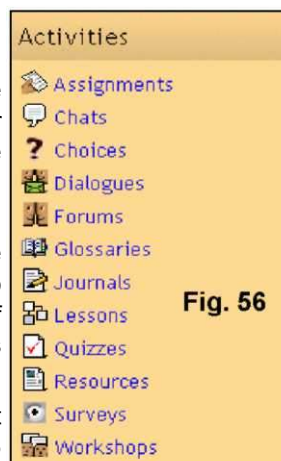 Activities
Assignments
Chats
Choices
Dialogues
Forums
Glossaries
Journals
Fig. 56
Lessons
Quizzes
Resources
Surveys
Workshops